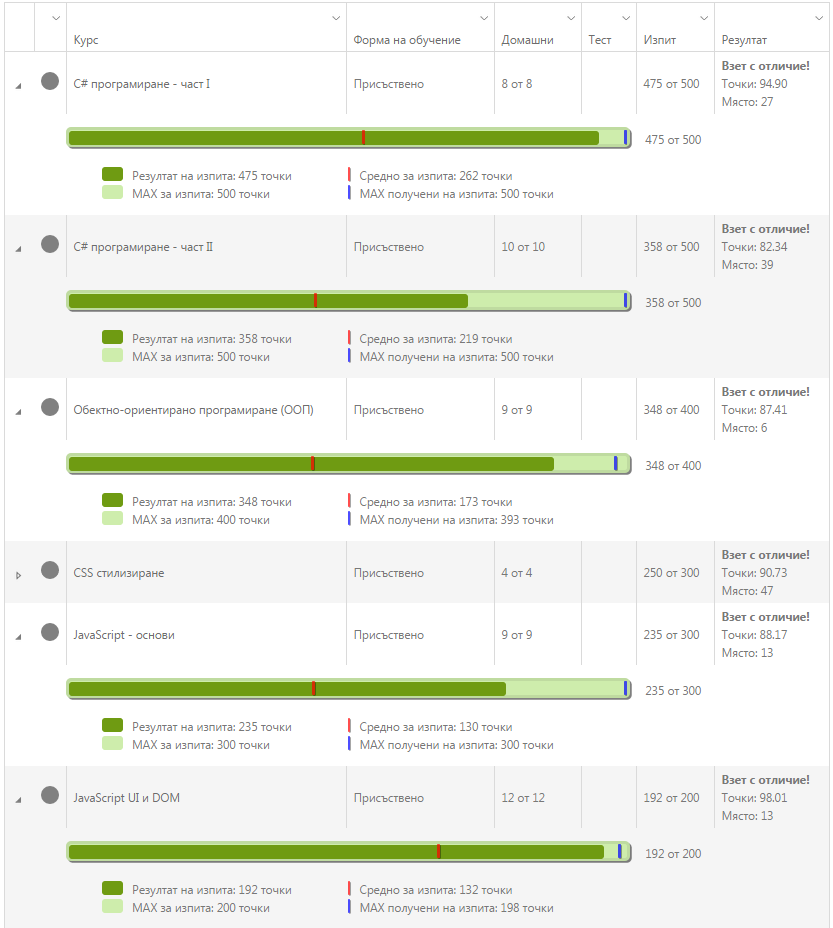 Курс Форма на обучение Домашни Тест Изпит Резултат
Взет с отличие!
C# програмиране - част I Присъствено 8 от 8 475 от 500 Точки: 94.90
Място: 27
475 от 500
Резултат на изпита: 475 точки Средно за изпита: 262 точки
MAX за изпита: 500 точки MAX получени на изпита: 500 точки
Взет с отличие!
C# програмиране - част II Присъствено 10 от 10 358 от 500 Точки: 82.34
Място: 39
358 от 500
Резултат на изпита: 358 точки Средно за изпита: 219 точки
MAX за изпита: 500 точки MAX получени на изпита: 500 точки
Взет с отличие!
Обектно-ориентирано програмиране (ООП) Присъствено 9 от 9 348 от 400 Точки: 87.41
Място: 6
348 от 400
Резултат на изпита: 348 точки Средно за изпита: 173 точки
MAX за изпита: 400 точки MAX получени на изпита: 393 точки
Взет с отличие!
CSS стилизиране Присъствено 4 от 4 250 от 300 Точки: 90.73
Място: 47
Взет с отличие!
JavaScript - основи Присъствено 9 от 9 235 от 300 Точки: 88.17
Място: 13
235 от 300
Резултат на изпита: 235 точки Средно за изпита: 130 точки
MAX за изпита: 300 точки MAX получени на изпита: 300 точки
Взет с отличие!
JavaScript UI и DOM Присъствено 12 от 12 192 от 200 Точки: 98.01
Място: 13
192 от 200
Резултат на изпита: 192 точки Средно за изпита: 132 точки
MAX за изпита: 200 точки MAX получени на изпита: 198 точки